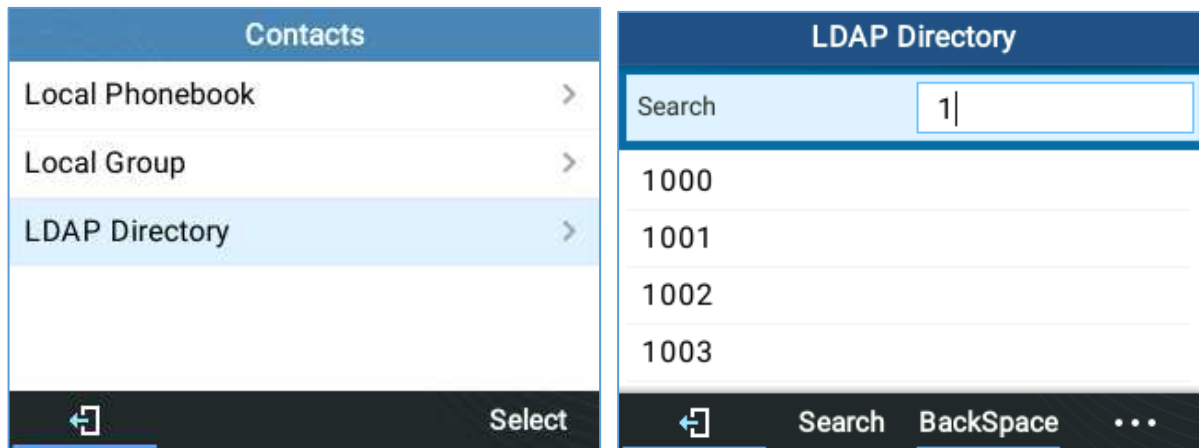 Contacts
Local Phonebook
Local Group
LDAP Directory
Select
LDAP Directory
Search 1
1000
1001
1002
1003
Search BackSpace ...